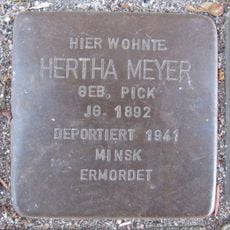 HIER WOHNTE
HERTHA MEYER
GEB. PICK
JG. 1892
DEPORTIERT 1941
MINSK
ERMORDET